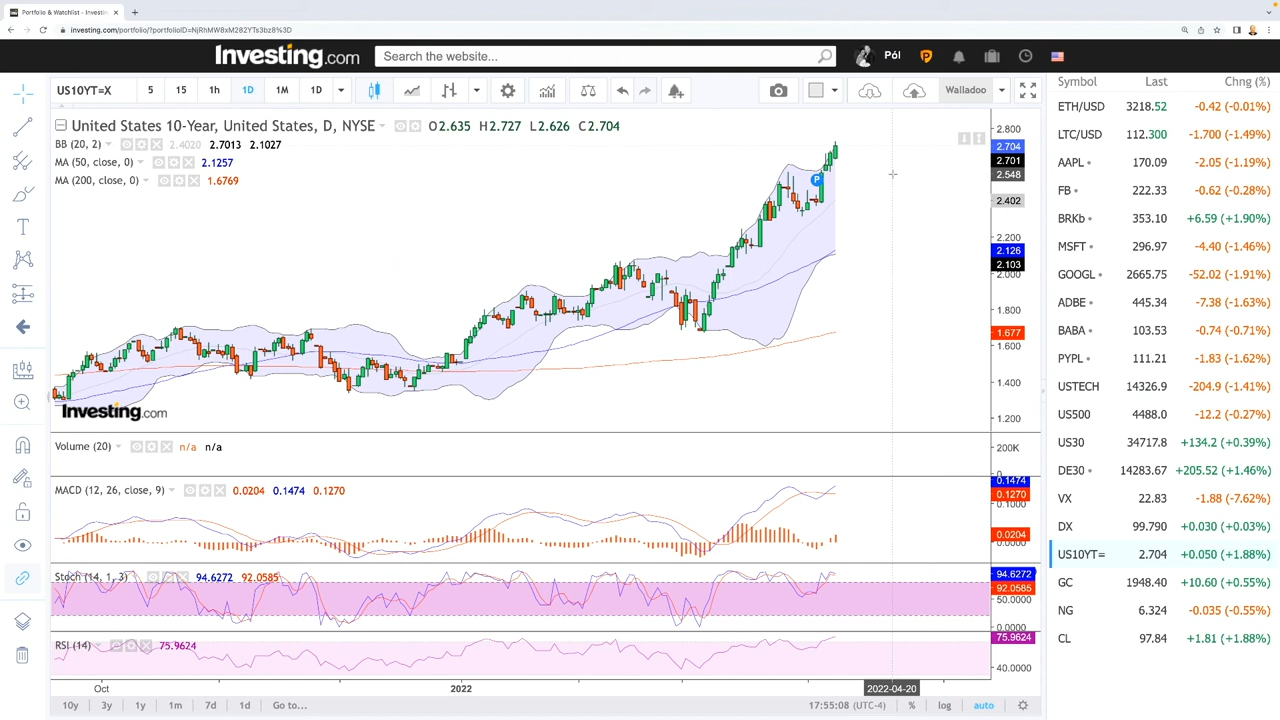 Portfolio & Watchlist - Investin
investing.com/portfolio/?portfolioID=NjRhMW8xM282YTs3bz8%3D
Investing.com
Search the website...
Pól
US10YT=X
5
15
1h
1D
1M
1D
Walladoo
United States 10-Year, United States, D, NYSE
O2.635 H2.727 L2.626 C2.704
BB (20, 2) 2.4020 2.7013 2.1027
MA (50, close, 0) 2.1257
MA (200, close, 0) 1.6769
P
2.800
2.704
2.701
2.548
2.402
2.200
2.126
2.103
2.000
1.800
1.677
1.600
1.400
1.200
Investing.com
Volume (20) n/a n/a
200K
0
MACD (12, 26, close, 9) 0.0204 0.1474 0.1270
0.1474
0.1270
0.1000
0.0204
0.0000
Stoch (14, 1, 3) 94.6272 92.0585
94.6272
92.0585
50.0000
0.0000
RSI (14) 75.9624
75.9624
40.0000
Oct
2022
2022-04-20
10y
3y
1y
1m
7d
1d
Go to...
17:55:08 (UTC-4)
%
log
auto
Symbol Last Chng (%)
ETH/USD 3218.52 -0.42 (-0.01%)
LTC/USD 112.300 -1.700 (-1.49%)
AAPL 170.09 -2.05 (-1.19%)
FB 222.33 -0.62 (-0.28%)
BRKb 353.10 +6.59 (+1.90%)
MSFT 296.97 -4.40 (-1.46%)
GOOGL 2665.75 -52.02 (-1.91%)
ADBE 445.34 -7.38 (-1.63%)
BABA 103.53 -0.74 (-0.71%)
PYPL 111.21 -1.83 (-1.62%)
USTECH 14326.9 -204.9 (-1.41%)
US500 4488.0 -12.2 (-0.27%)
US30 34717.8 +134.2 (+0.39%)
DE30 14283.67 +205.52 (+1.46%)
VX 22.83 -1.88 (-7.62%)
DX 99.790 +0.030 (+0.03%)
US10YT= 2.704 +0.050 (+1.88%)
GC 1948.40 +10.60 (+0.55%)
NG 6.324 -0.035 (-0.55%)
CL 97.84 +1.81 (+1.88%)